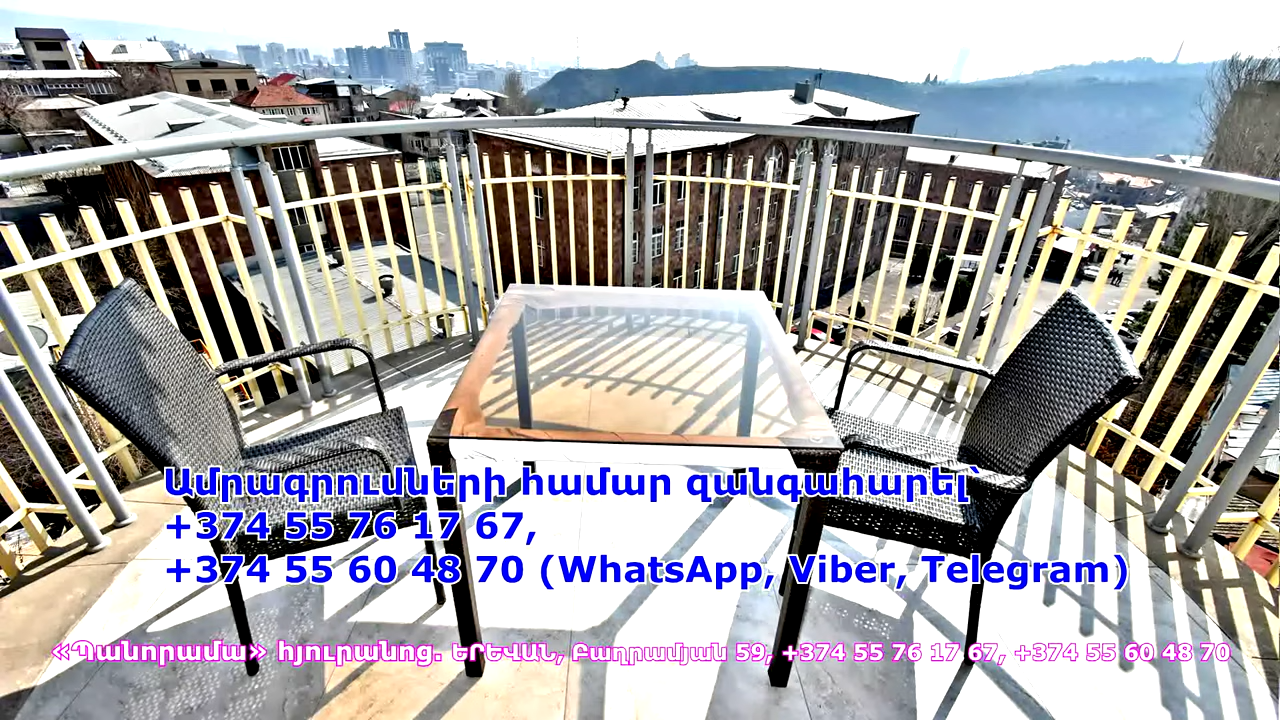 Ամրագրումների համար զանգահարել՝
+374 55 76 17 67,
+374 55 60 48 70 (WhatsApp, Viber, Telegram)
«Պանորամա» հյուրանոց. ԵՐԵՎԱՆ, Բաղրամյան 59, +374 55 76 17 67, +374 55 60 48 70